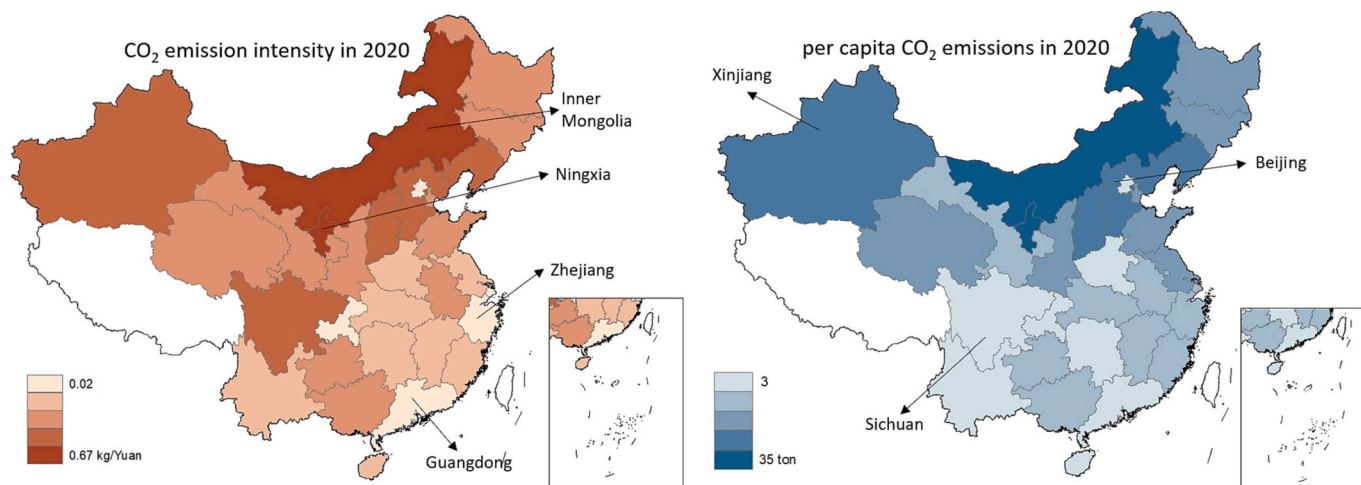 CO₂ emission intensity in 2020
Inner
Mongolia
Ningxia
Zhejiang
Guangdong
0.02
0.67 kg/Yuan
per capita CO₂ emissions in 2020
Xinjiang
Beijing
Sichuan
3
35 ton